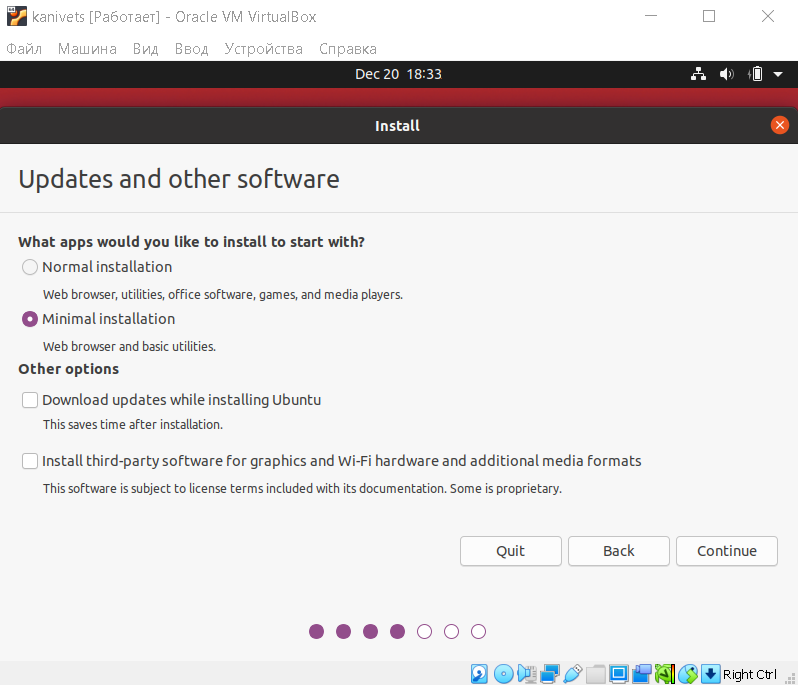 kanivets [Работает] - Oracle VM VirtualBox
Файл Машина Вид Ввод Устройства Справка
Dec 20 18:33
Install
Updates and other software
What apps would you like to install to start with?
Normal installation
Web browser, utilities, office software, games, and media players.
Minimal installation
Web browser and basic utilities.
Other options
Download updates while installing Ubuntu
This saves time after installation.
Install third-party software for graphics and Wi-Fi hardware and additional media formats
This software is subject to license terms included with its documentation. Some is proprietary.
Quit Back Continue
Right Ctrl